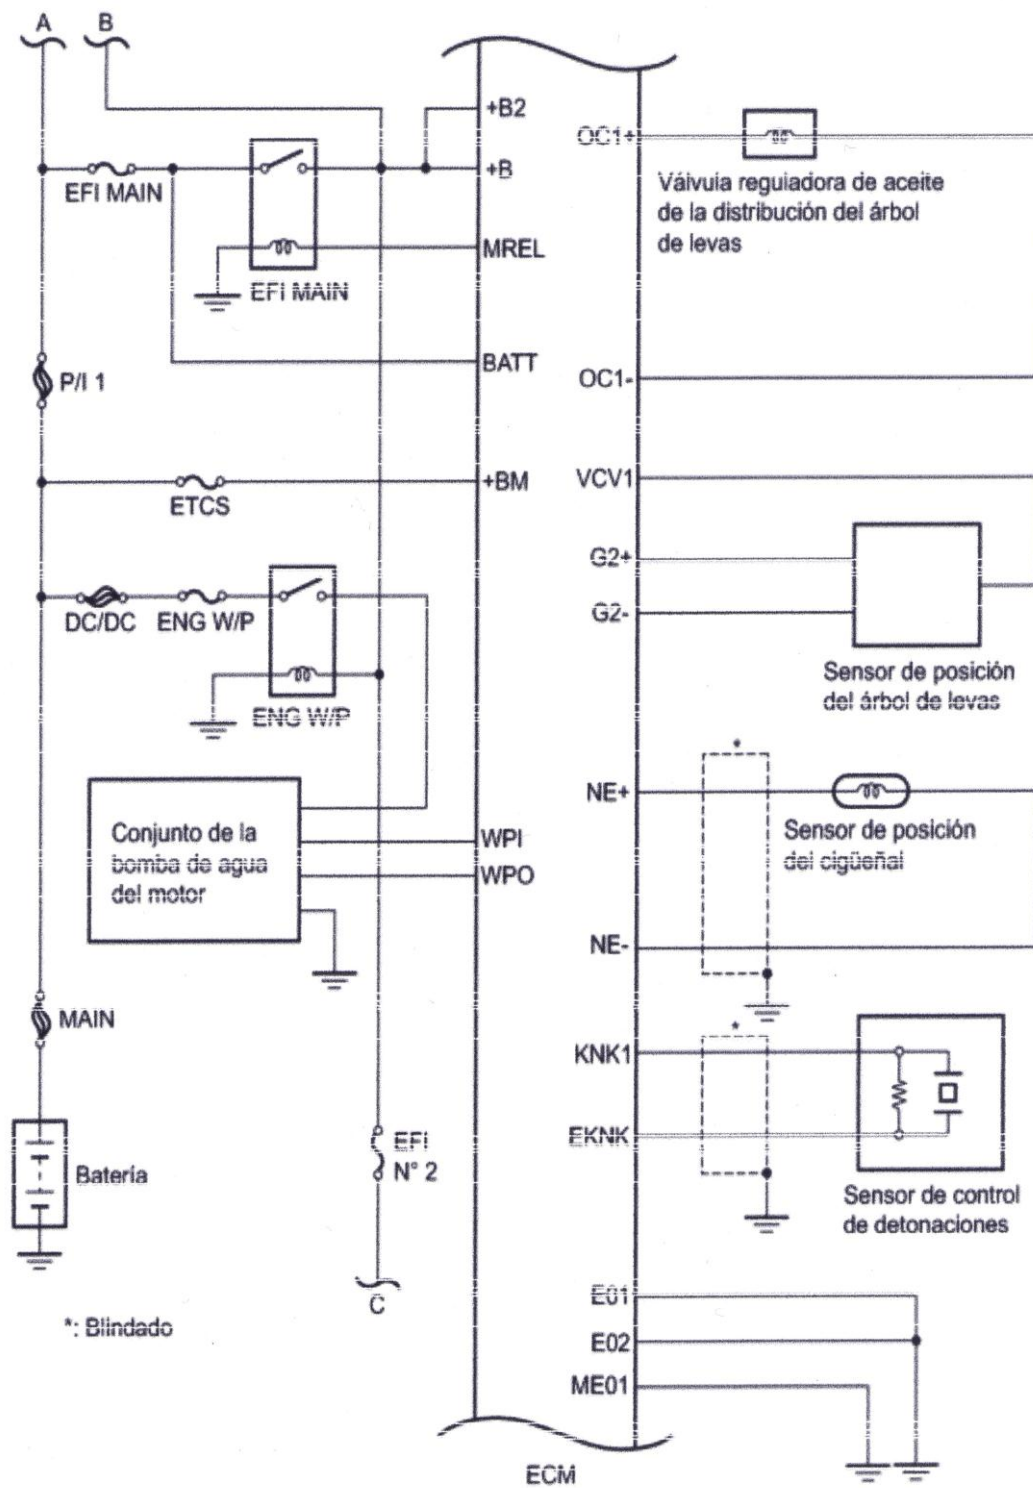 A
B
+B2
+B
EFI MAIN
MREL
EFI MAIN
BATT
P/I 1
+BM
ETCS
DC/DC
ENG W/P
ENG W/P
Conjunto de la
bomba de agua
del motor
WPI
WPO
MAIN
Batería
EFI
N° 2
C
*: Blindado
OC1+
Válvula reguladora de aceite
de la distribución del árbol
de levas
OC1-
VCV1
G2+
G2-
Sensor de posición
del árbol de levas
*
NE+
Sensor de posición
del cigüeñal
NE-
*
KNK1
EKNK
Sensor de control
de detonaciones
E01
E02
ME01
ECM